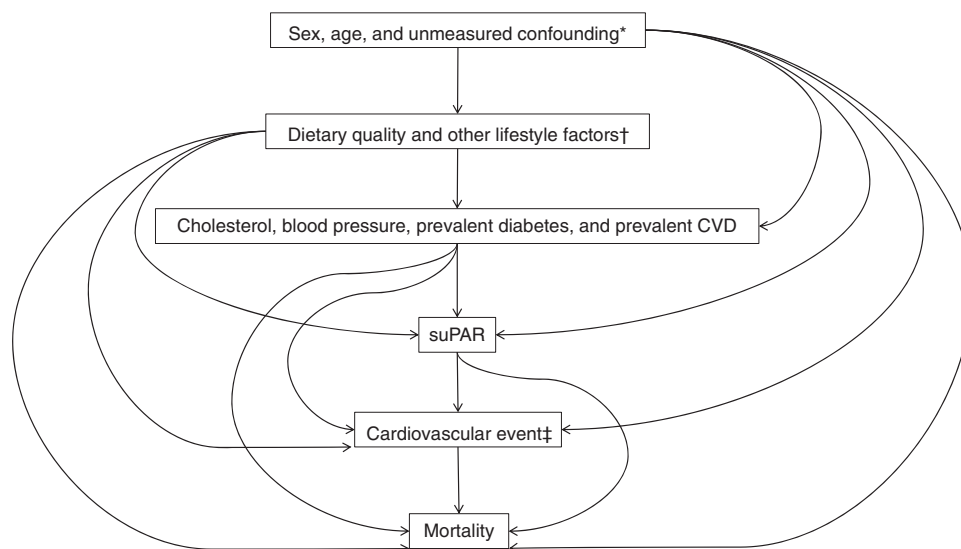 Sex, age, and unmeasured confounding*
Dietary quality and other lifestyle factors†
Cholesterol, blood pressure, prevalent diabetes, and prevalent CVD
suPAR
Cardiovascular event‡
Mortality